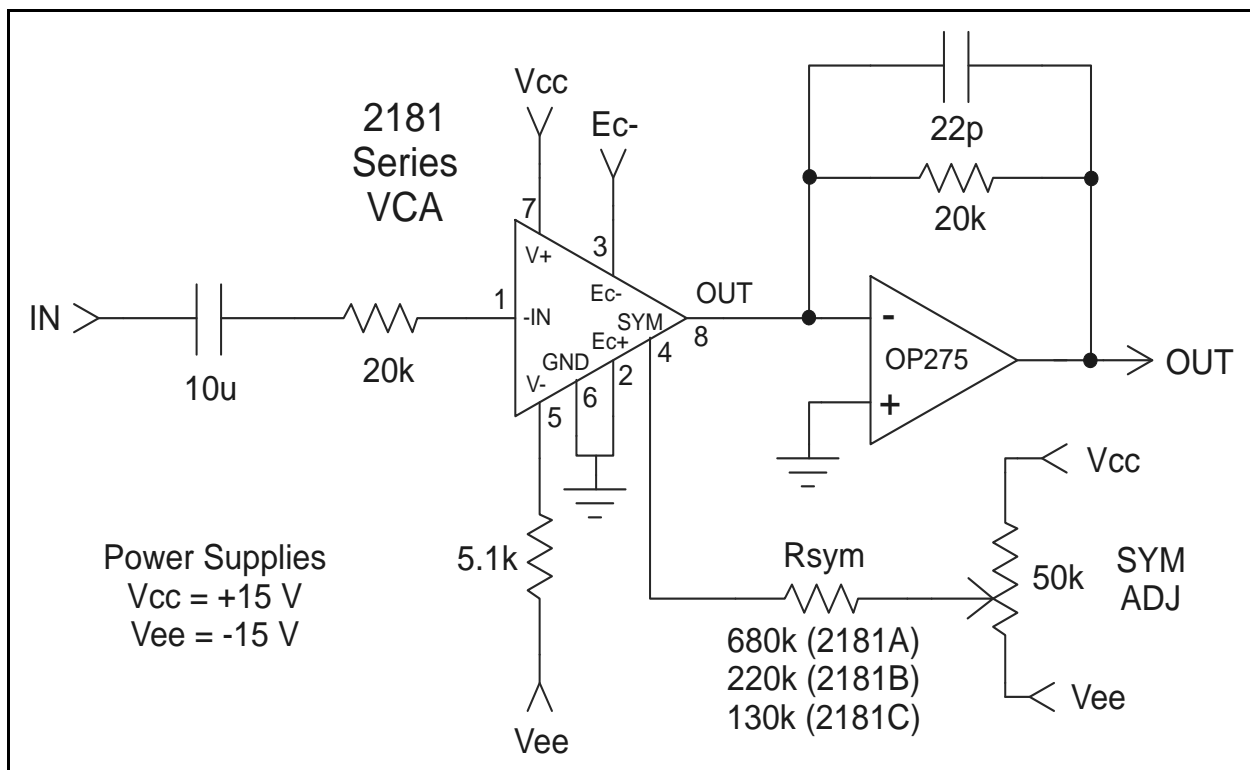 Vcc
22p
2181
Series
VCA
Ec-
20k
7
3
V+
Ec-
IN
10u
20k
1
-IN
OUT
8
SYM
4
Ec+
2
GND
6
V-
5
-
OP275
+
OUT
Power Supplies
Vcc = +15 V
Vee = -15 V
5.1k
Vee
Rsym
680k (2181A)
220k (2181B)
130k (2181C)
Vcc
50k
SYM
ADJ
Vee